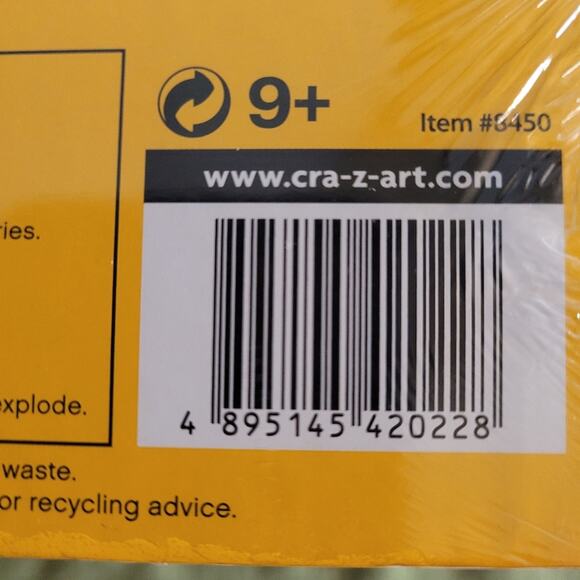 9+
Item #8450
www.cra-z-art.com
ries.
explode.
4 895145 420228
waste.
or recycling advice.